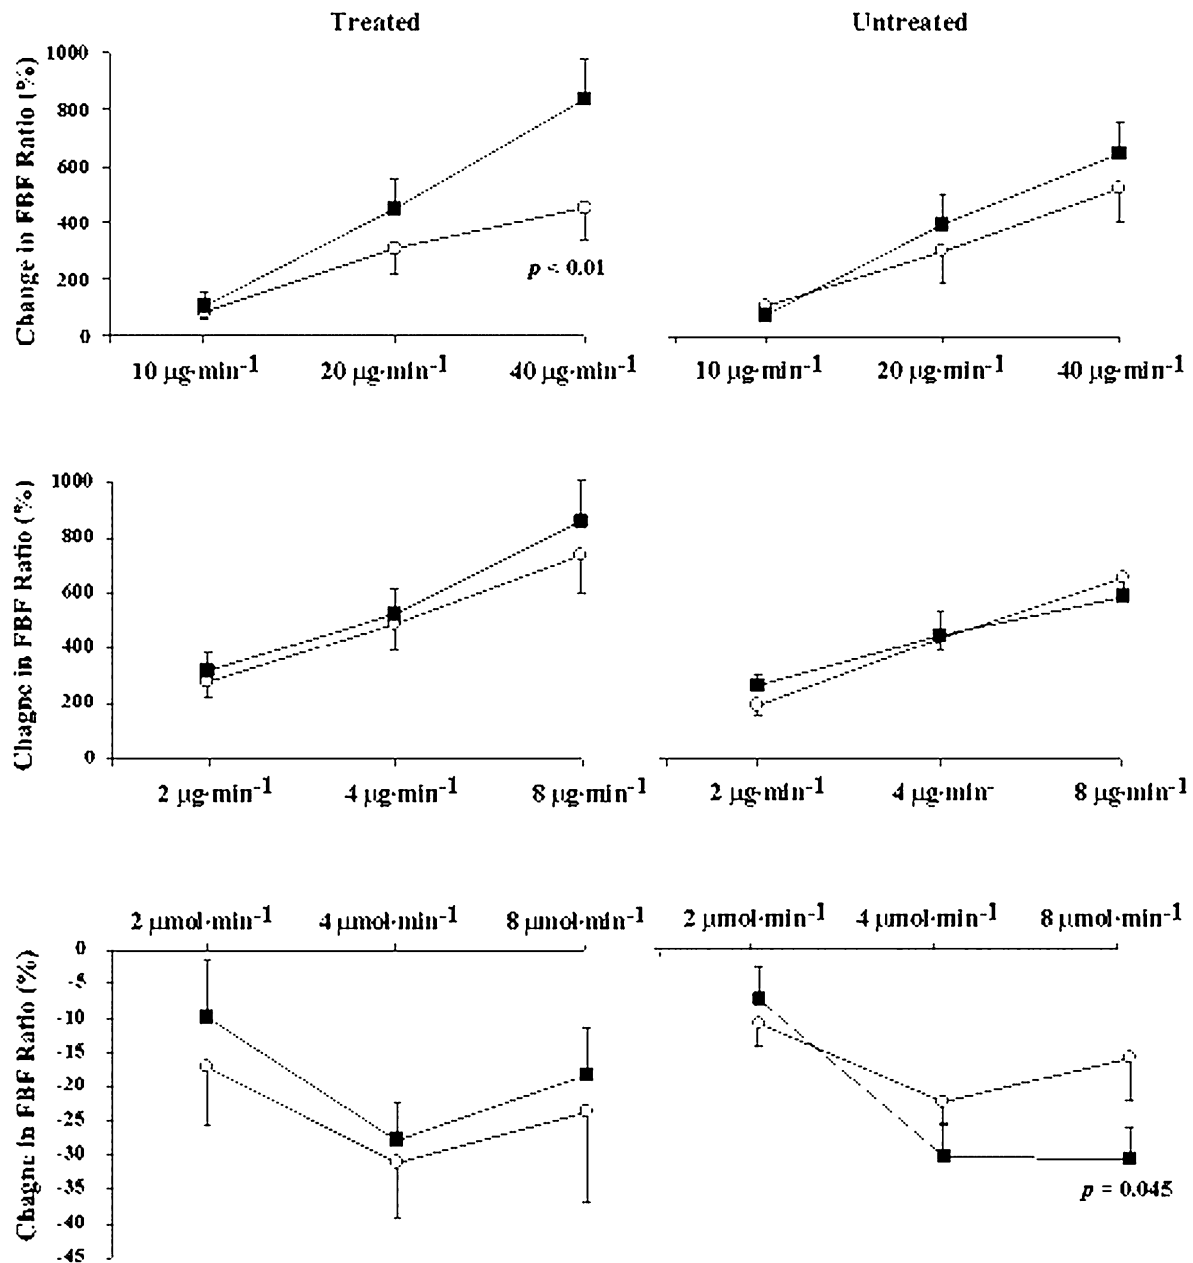 Treated Untreated
Change in FBF Ratio (%)
1000
800
600
400
200
0
p < 0.01
10 µg·min-1 20 µg·min-1 40 µg·min-1
10 µg·min-1 20 µg·min-1 40 µg·min-1
Chagne in FBF Ratio (%)
1000
800
600
400
200
0
2 µg·min-1 4 µg·min-1 8 µg·min-1
2 µg·min-1 4 µg·min- 8 µg·min-1
2 µmol·min-1 4 µmol·min-1 8 µmol·min-1
2 µmol·min-1 4 µmol·min-1 8 µmol·min-1
Chagne in FBF Ratio (%)
0
-5
-10
-15
-20
-25
-30
-35
-40
-45
p = 0.045